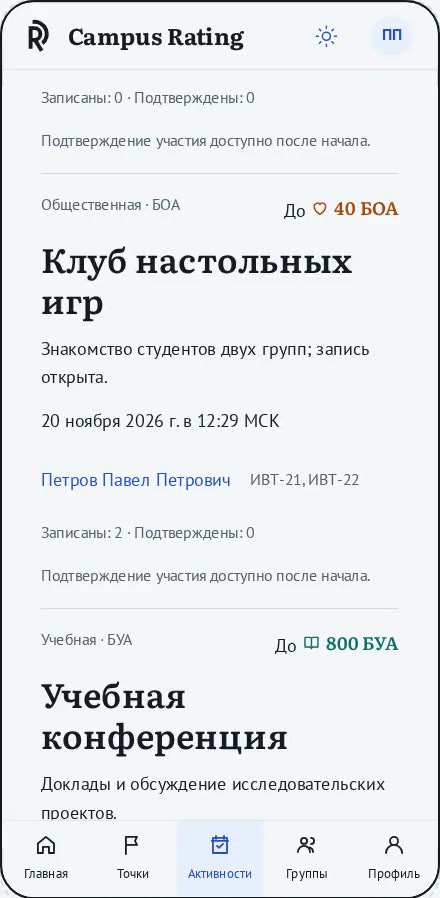 Campus Rating
ПП
Записаны: 0 · Подтверждены: 0
Подтверждение участия доступно после начала.
Общественная · БОА
До 40 БОА
Клуб настольных
игр
Знакомство студентов двух групп; запись
открыта.
20 ноября 2026 г. в 12:29 МСК
Петров Павел Петрович ИВТ-21, ИВТ-22
Записаны: 2 · Подтверждены: 0
Подтверждение участия доступно после начала.
Учебная · БУА
До 800 БУА
Учебная
конференция
Доклады и обсуждение исследовательских
проектов.
Главная Точки Активности Группы Профиль